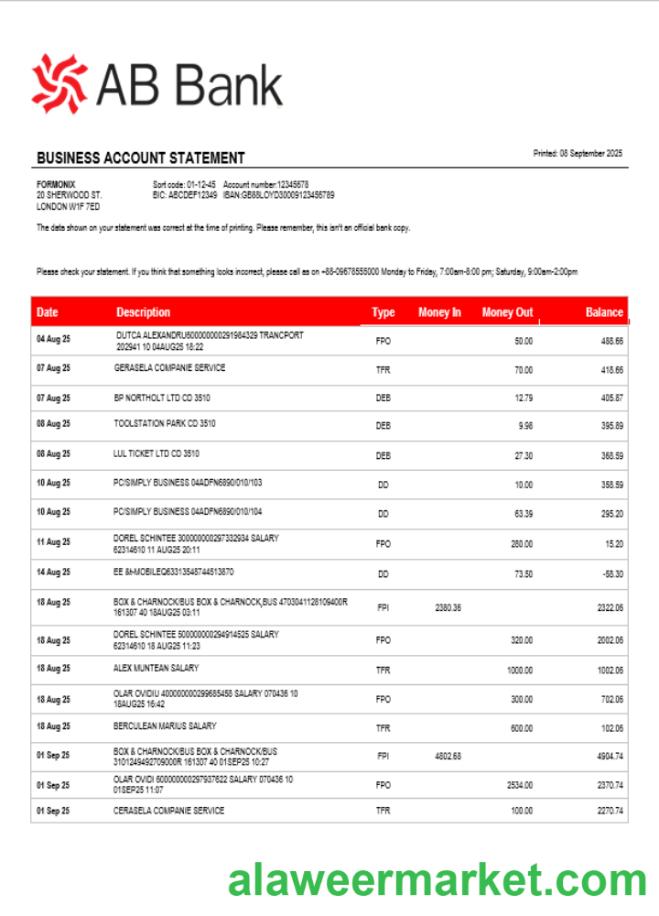 AB Bank
BUSINESS ACCOUNT STATEMENT Printed: 08 September 2025
FORMONIX Sort code: 01-12-45 Account number:12345678
20 SHERWOOD ST. BIC: ABCDEF12349 IBAN:GB88LOYD30009123456789
LONDON W1F 7ED
The data shown on your statement was correct at the time of printing. Please remember, this isn't an official bank copy.
Please check your statement. If you think that something looks incorrect, please call as on +88-09678555000 Monday to Friday, 7:00am-8:00 pm; Saturday, 9:00am-2:00pm
Date Description Type Money In Money Out Balance
04 Aug 25 DUTCA ALEXANDRU600000000291984329 TRANCPORT FPO 50.00 488.66
202941 10 04AUG25 18:22
07 Aug 25 GERASELA COMPANIE SERVICE TFR 70.00 418.66
07 Aug 25 BP NORTHOLT LTD CD 3510 DEB 12.79 405.87
08 Aug 25 TOOLSTATION PARK CD 3510 DEB 9.98 395.89
08 Aug 25 LUL TICKET LTD CD 3510 DEB 27.30 368.59
10 Aug 25 PC/SIMPLY BUSINESS 04ADFN6890/010/103 DD 10.00 358.59
10 Aug 25 PC/SIMPLY BUSINESS 04ADFN6890/010/104 DD 63.39 295.20
11 Aug 25 DOREL SCHINTEE 300000000297332934 SALARY FPO 280.00 15.20
62314610 11 AUG25 20:11
14 Aug 25 EE &MOBILEQ63313548744513870 DD 73.50 -58.30
18 Aug 25 BOX & CHARNOCK/BUS BOX & CHARNOCK,BUS 4703041128109400R FPI 2380.36 2322.06
161307 40 18AUG25 03:11
18 Aug 25 DOREL SCHINTEE 500000000294914525 SALARY FPO 320.00 2002.06
62314610 18 AUG25 11:23
18 Aug 25 ALEX MUNTEAN SALARY TFR 1000.00 1002.06
18 Aug 25 OLAR OVIDIU 400000000299685458 SALARY 070436 10 FPO 300.00 702.06
18AUG25 16:42
18 Aug 25 BERCULEAN MARIUS SALARY TFR 600.00 102.06
01 Sep 25 BOX & CHARNOCK/BUS BOX & CHARNOCK/BUS FPI 4802.68 4904.74
3101249492709000R 161307 40 01SEP25 10:27
01 Sep 25 OLAR OVIDI 600000000297937622 SALARY 070436 10 FPO 2534.00 2370.74
01SEP25 11:07
01 Sep 25 CERASELA COMPANIE SERVICE TFR 100.00 2270.74
alaweermarket.com